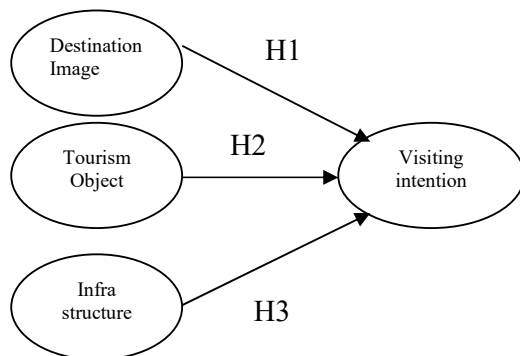 Destination
Image
H1
Tourism
Object
H2
Visiting
intention
Infra
structure
H3